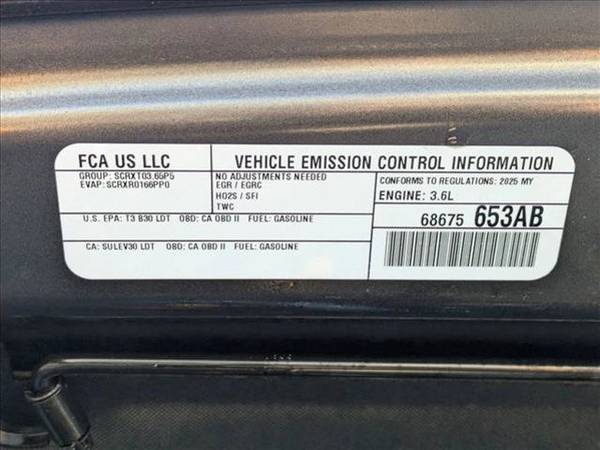 FCA US LLC
VEHICLE EMISSION CONTROL INFORMATION
GROUP: SCRXT03.65P5
EVAP: SCRXR0166PP0
NO ADJUSTMENTS NEEDED
EGR / EGRC
HO2S / SFI
TWC
CONFORMS TO REGULATIONS: 2025 MY
ENGINE: 3.6L
U.S. EPA: T3 B30 LDT OBD: CA OBD II FUEL: GASOLINE
68675 653AB
CA: SULEV30 LDT OBD: CA OBD II FUEL: GASOLINE